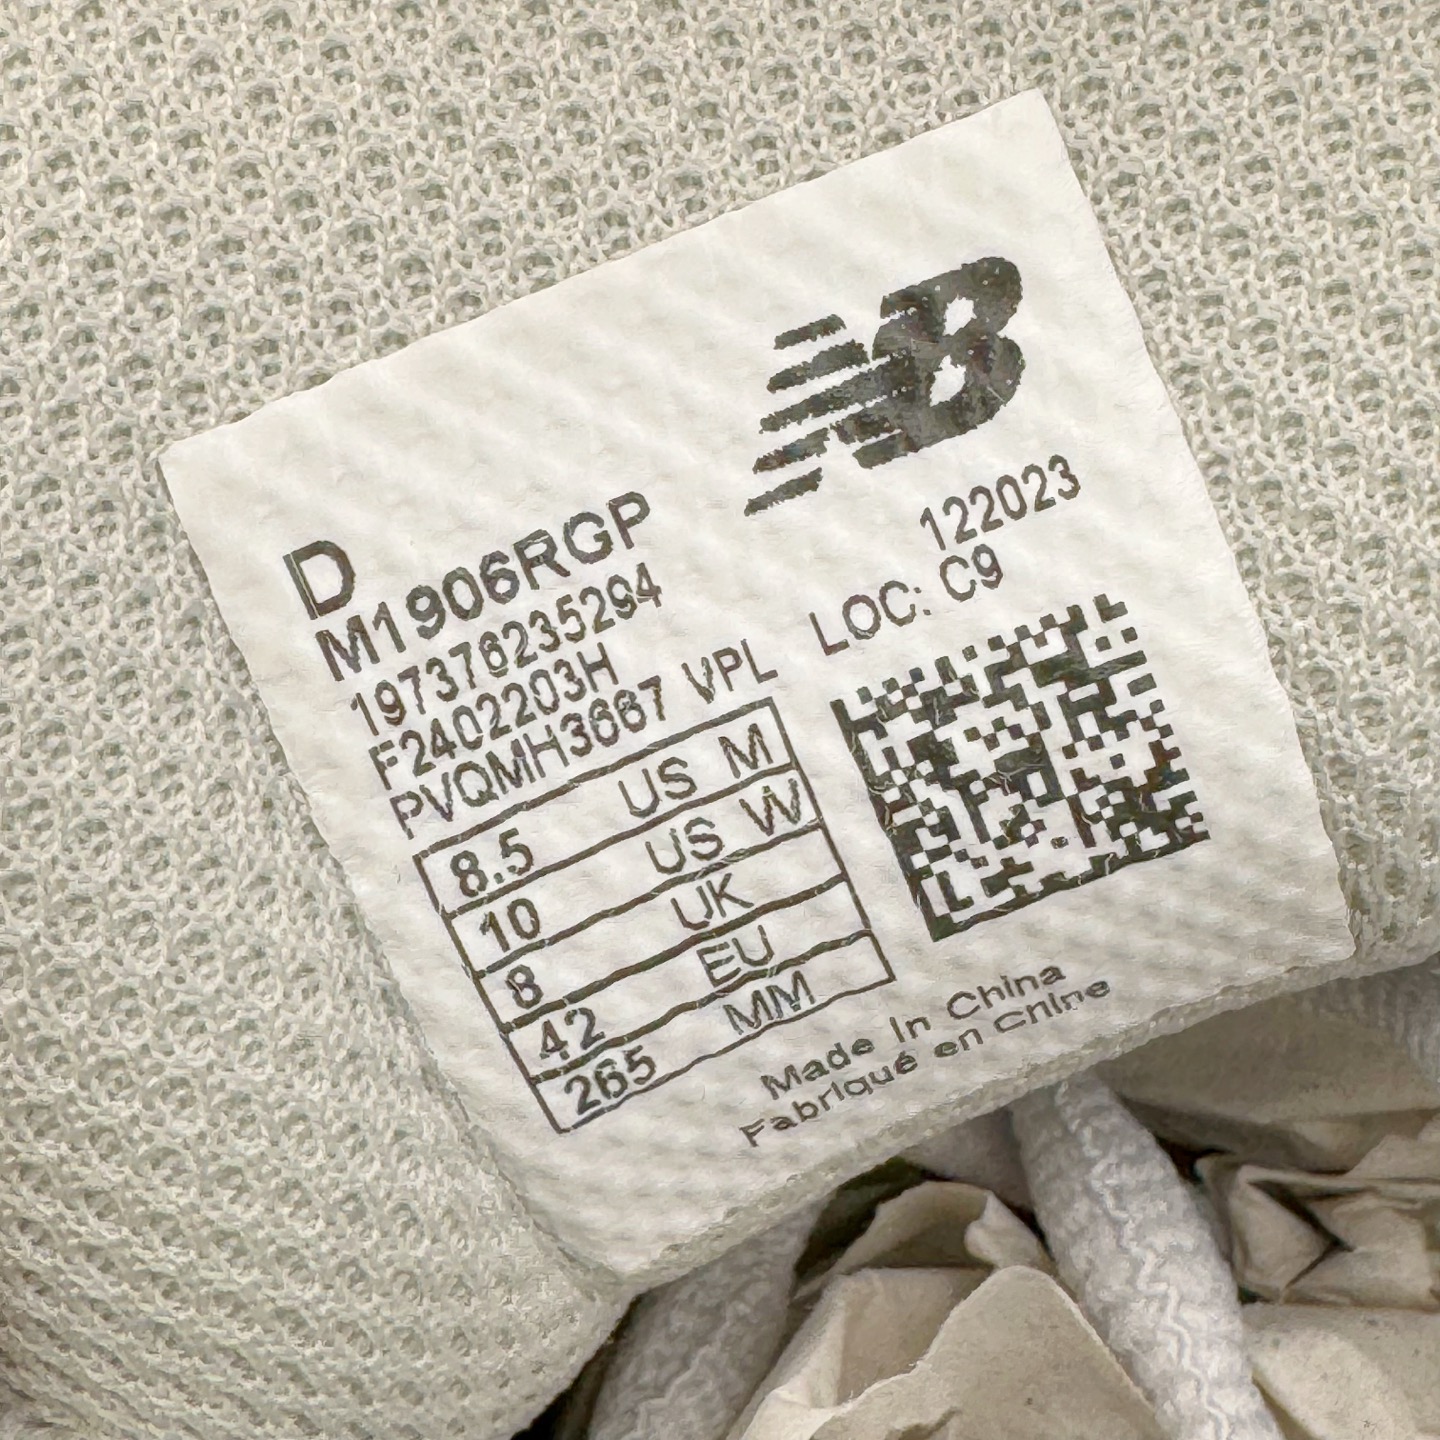 NB
122023
LOC: C9
D
M1906RGP
197376235294
F2402203H
PVQMH3667 VPL
8.5 US M
10 US W
8 UK
42 EU
265 MM
Made In China
Fabriqué en Chine